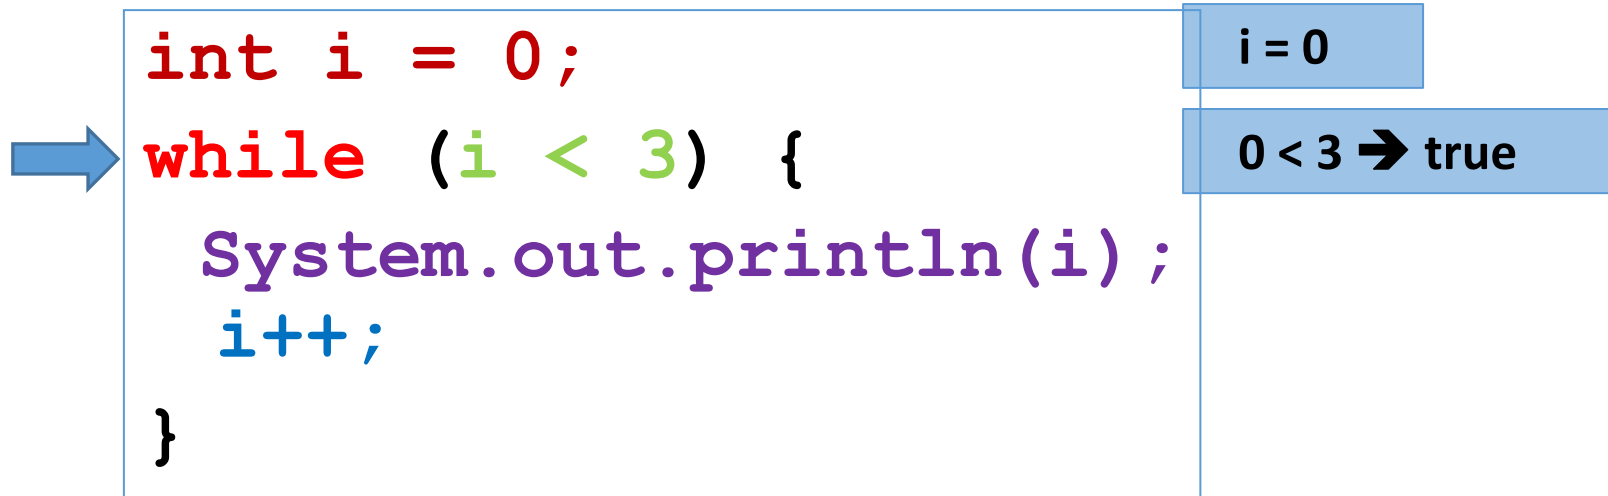 int i = 0;
i = 0
while (i < 3) {
0 < 3 ➔ true
System.out.println(i);
i++;
}